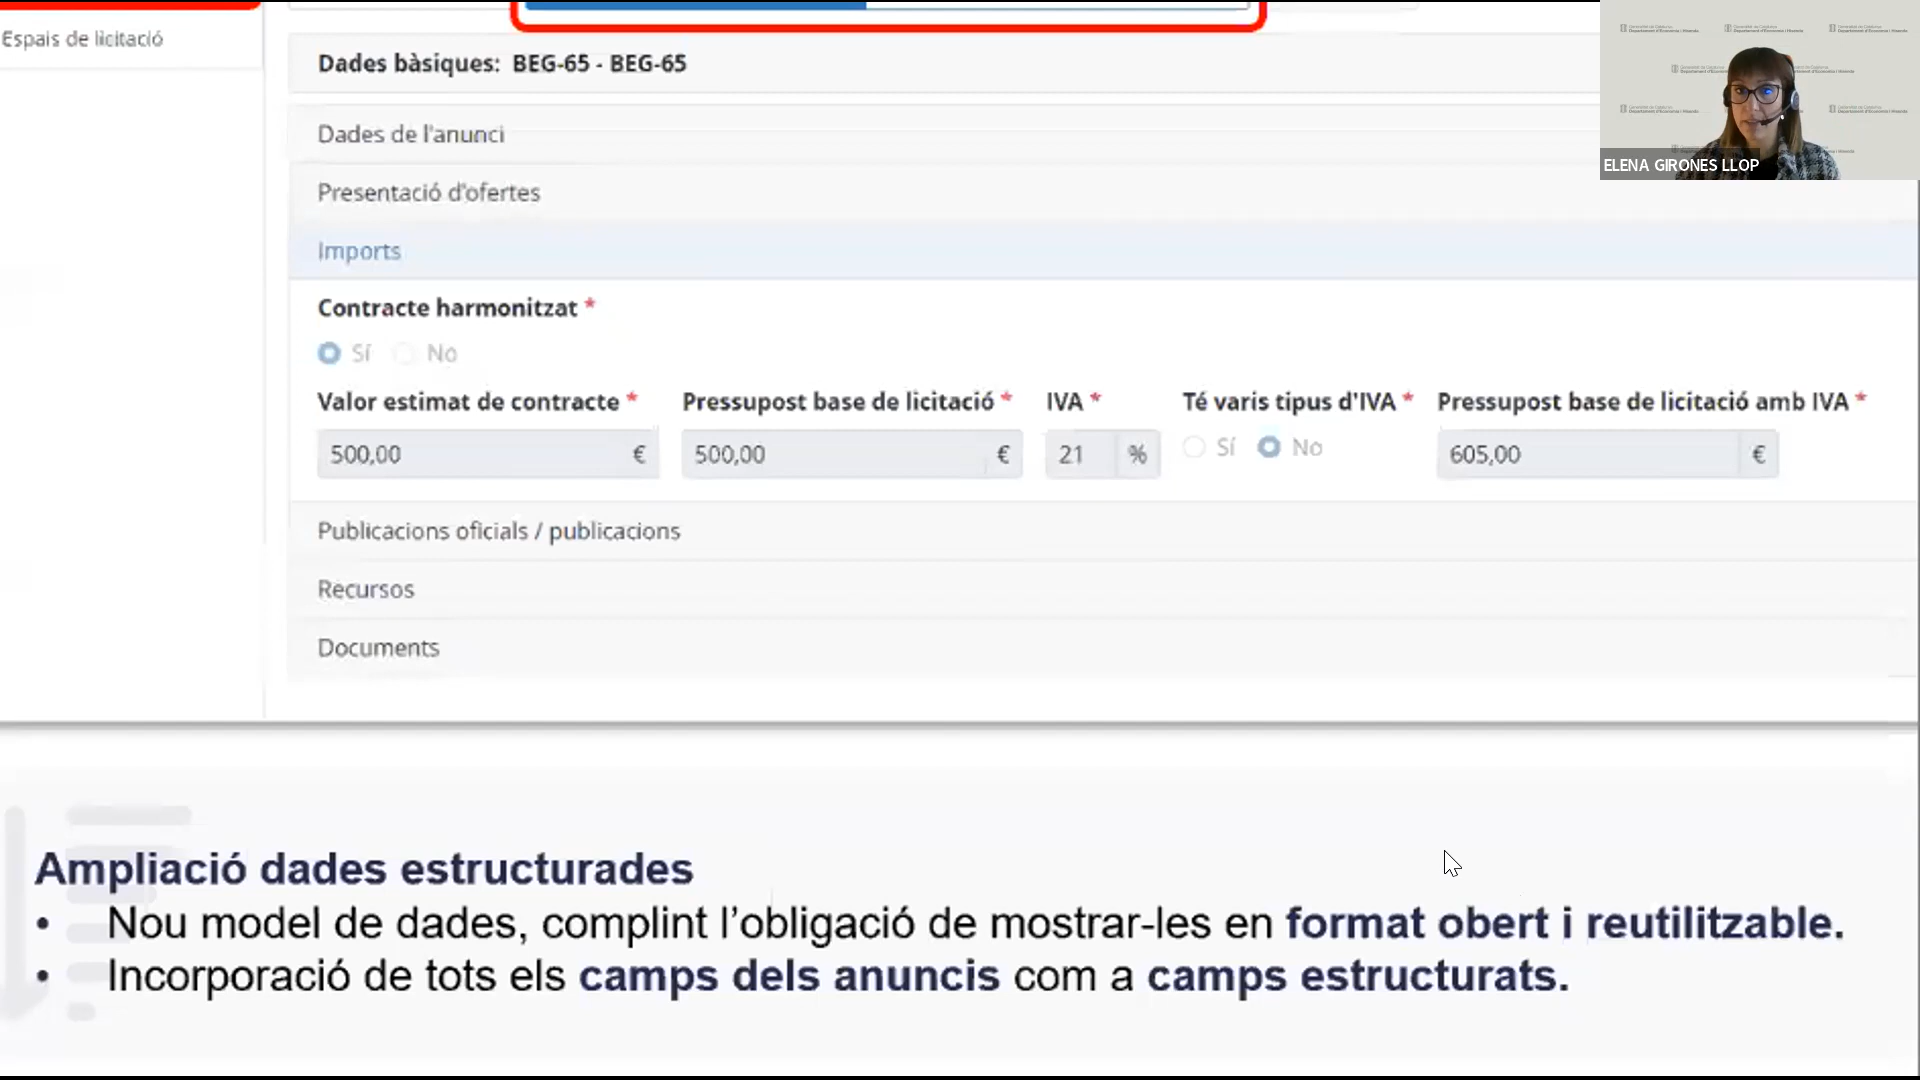 Espais de licitació
Dades bàsiques: BEG-65 - BEG-65
Dades de l'anunci
Presentació d'ofertes
Imports
Contracte harmonitzat *
Sí No
Valor estimat de contracte * Pressupost base de licitació * IVA * Té varis tipus d'IVA * Pressupost base de licitació amb IVA *
500,00 € 500,00 € 21 % Sí No 605,00 €
Publicacions oficials / publicacions
Recursos
Documents
ELENA GIRONES LLOP
Ampliació dades estructurades
• Nou model de dades, complint l’obligació de mostrar-les en format obert i reutilitzable.
• Incorporació de tots els camps dels anuncis com a camps estructurats.